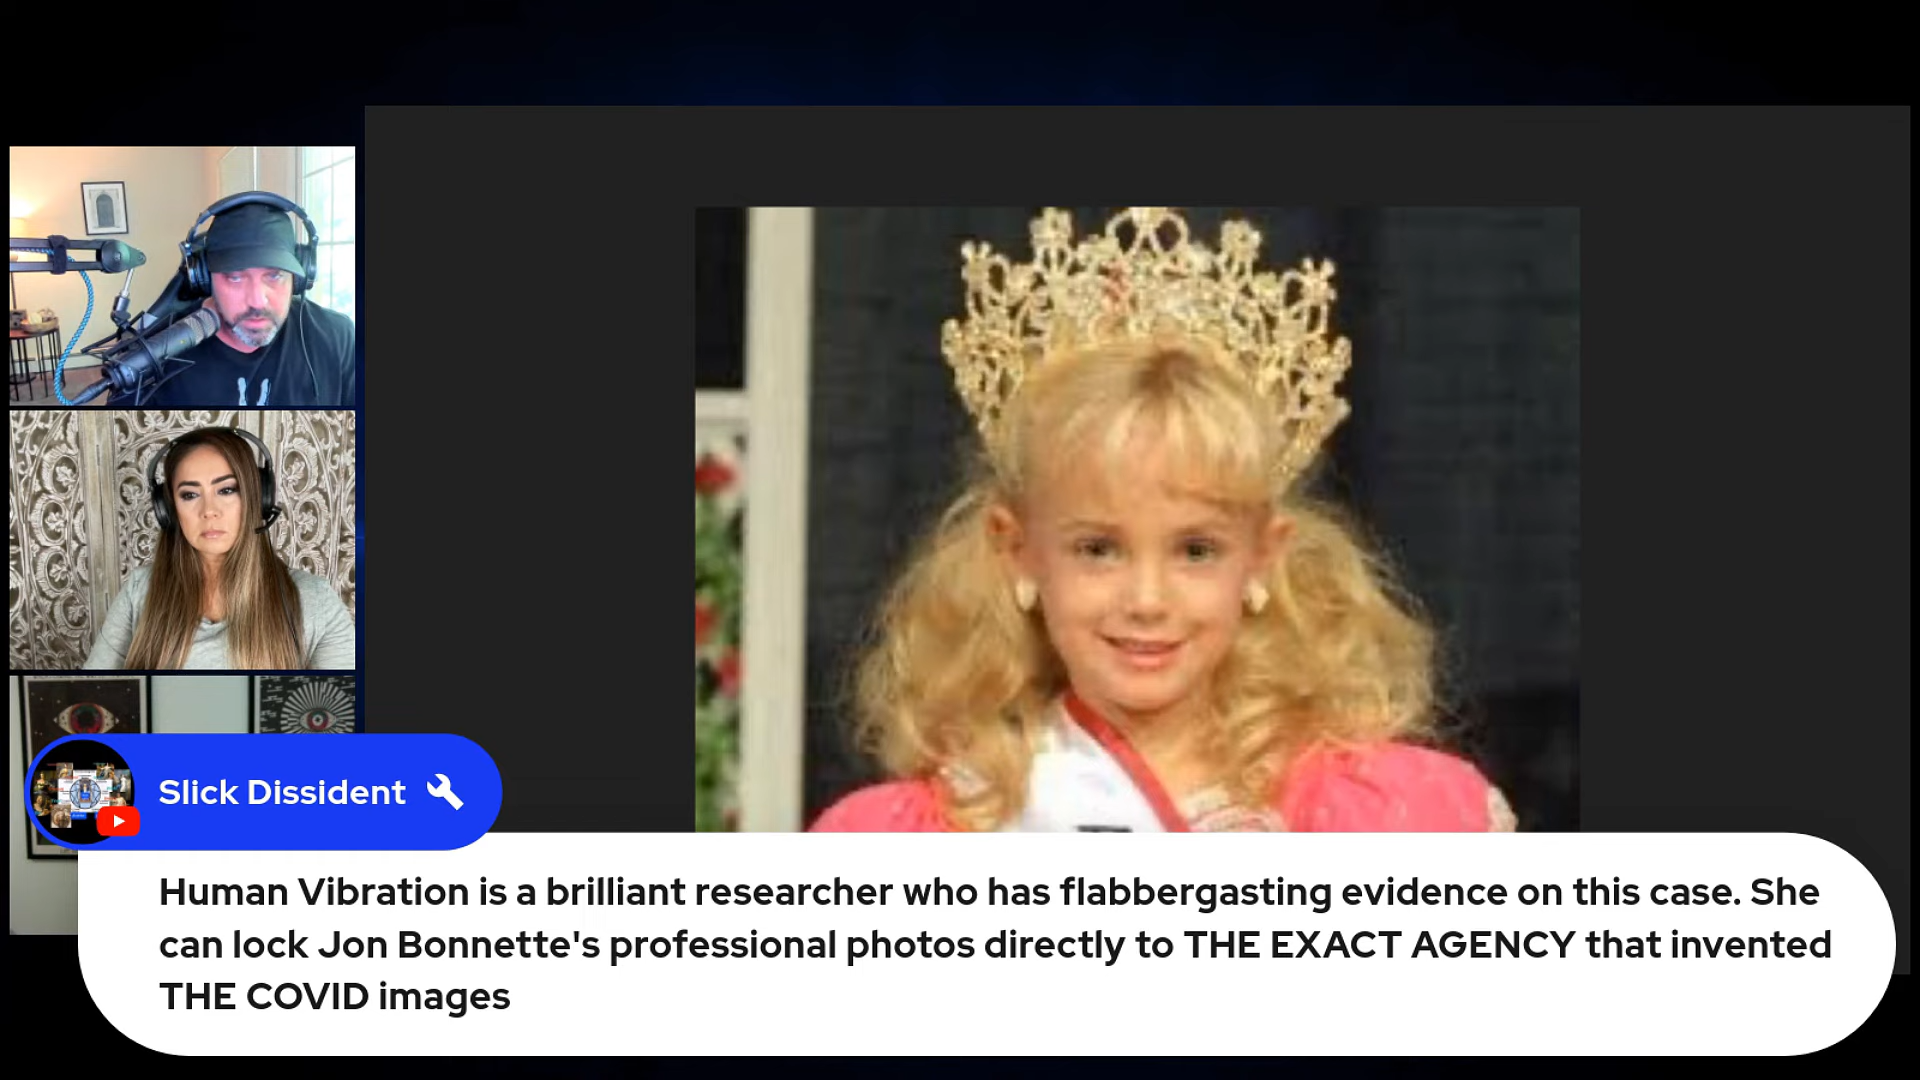 Slick Dissident
Human Vibration is a brilliant researcher who has flabbergasting evidence on this case. She
can lock Jon Bonnette's professional photos directly to THE EXACT AGENCY that invented
THE COVID images